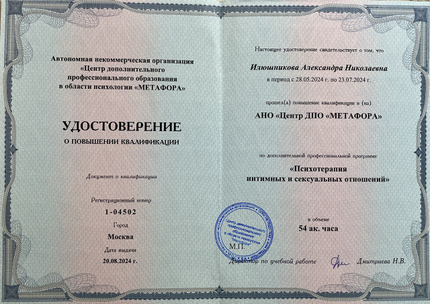 Автономная некоммерческая организация
«Центр дополнительного
профессионального образования
в области психологии «МЕТАФОРА»
УДОСТОВЕРЕНИЕ
О ПОВЫШЕНИИ КВАЛИФИКАЦИИ
Документ о квалификации
Регистрационный номер
1-04502
Город
Москва
Дата выдачи
20.08.2024 г.
Настоящее удостоверение свидетельствует о том, что
Илюшникова Александра Николаевна
в период с 28.05.2024 г. по 23.07.2024 г.
прошел(а) повышение квалификации в (на)
АНО «Центр ДПО «МЕТАФОРА»
по дополнительной профессиональной программе
«Психотерапия
интимных и сексуальных отношений»
в объеме
54 ак. часа
М.П.
Директор по учебной работе Дмитриева Н.В.